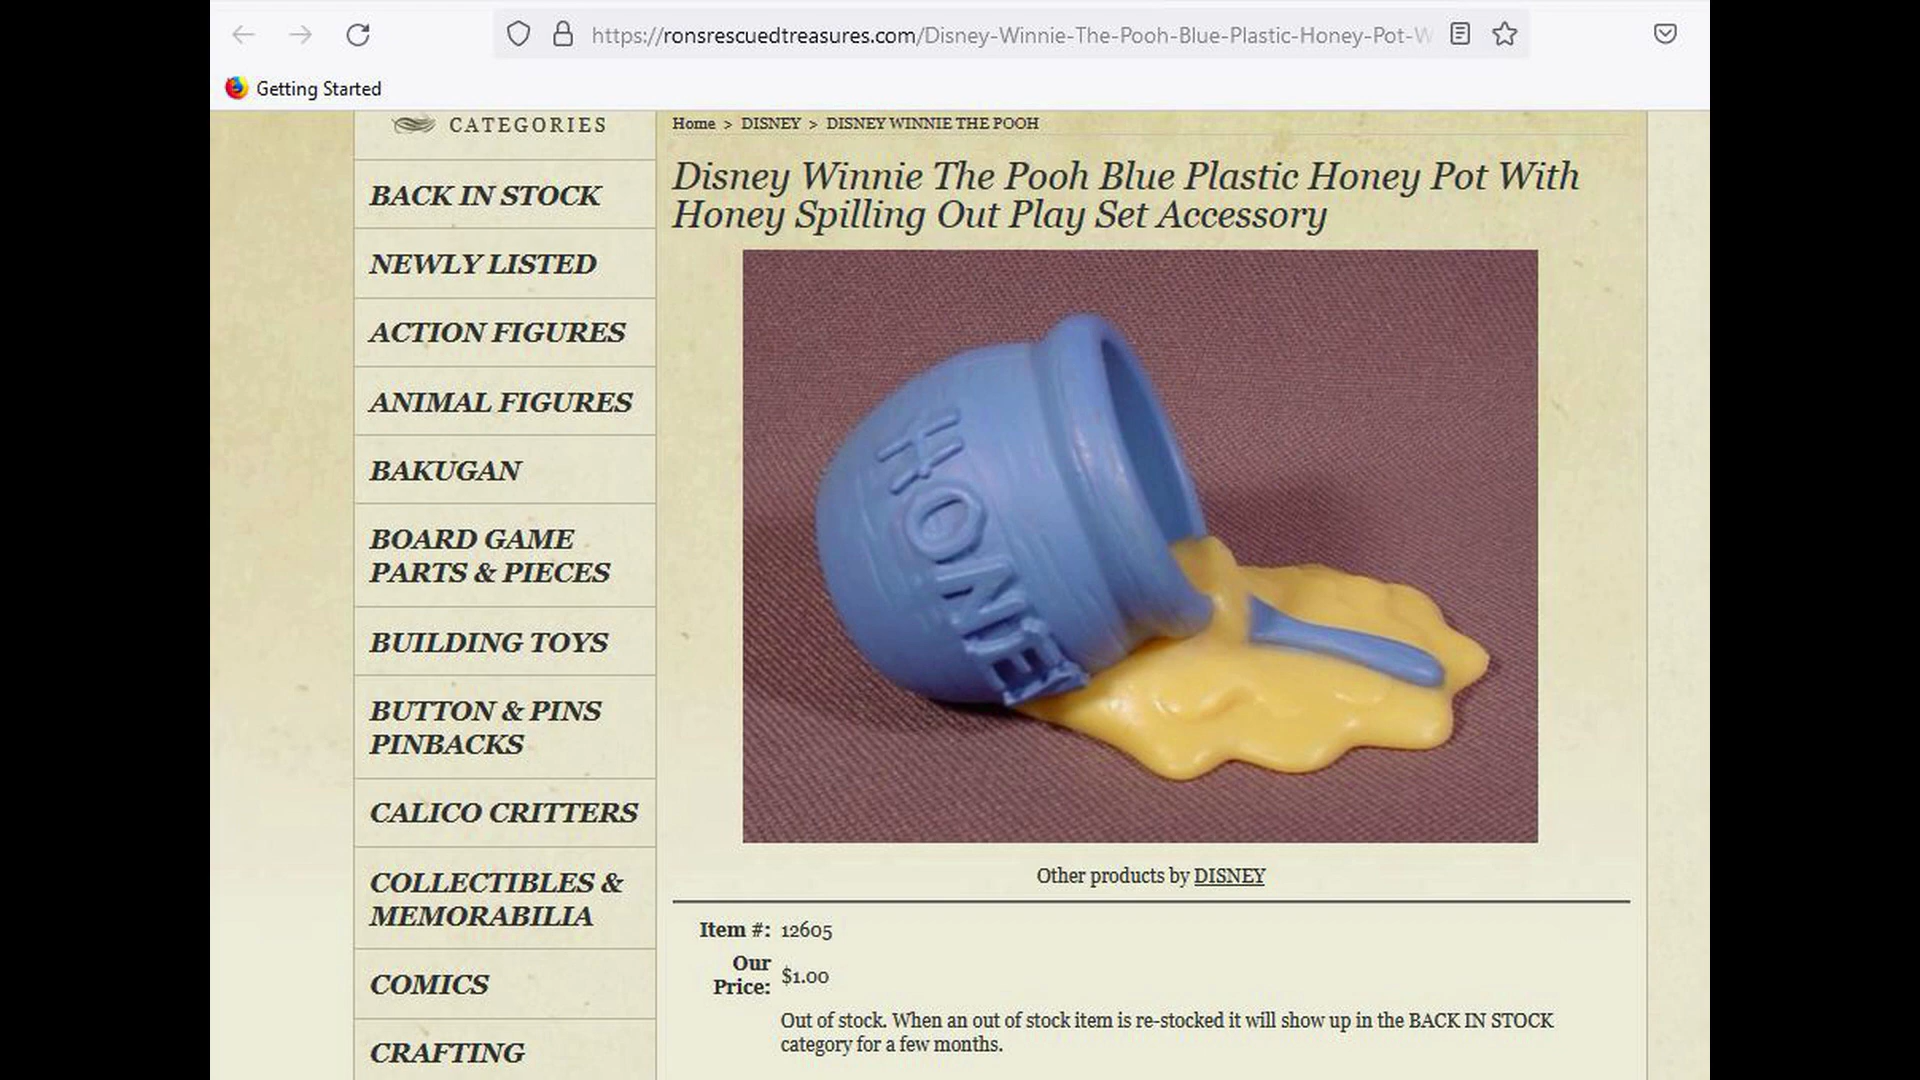 https://ronsrescuedtreasures.com/Disney-Winnie-The-Pooh-Blue-Plastic-Honey-Pot-W
Getting Started
CATEGORIES
BACK IN STOCK
NEWLY LISTED
ACTION FIGURES
ANIMAL FIGURES
BAKUGAN
BOARD GAME
PARTS & PIECES
BUILDING TOYS
BUTTON & PINS
PINBACKS
CALICO CRITTERS
COLLECTIBLES &
MEMORABILIA
COMICS
CRAFTING
Home > DISNEY > DISNEY WINNIE THE POOH
Disney Winnie The Pooh Blue Plastic Honey Pot With
Honey Spilling Out Play Set Accessory
HONEY
Other products by DISNEY
Item #: 12605
Our
Price: $1.00
Out of stock. When an out of stock item is re-stocked it will show up in the BACK IN STOCK
category for a few months.